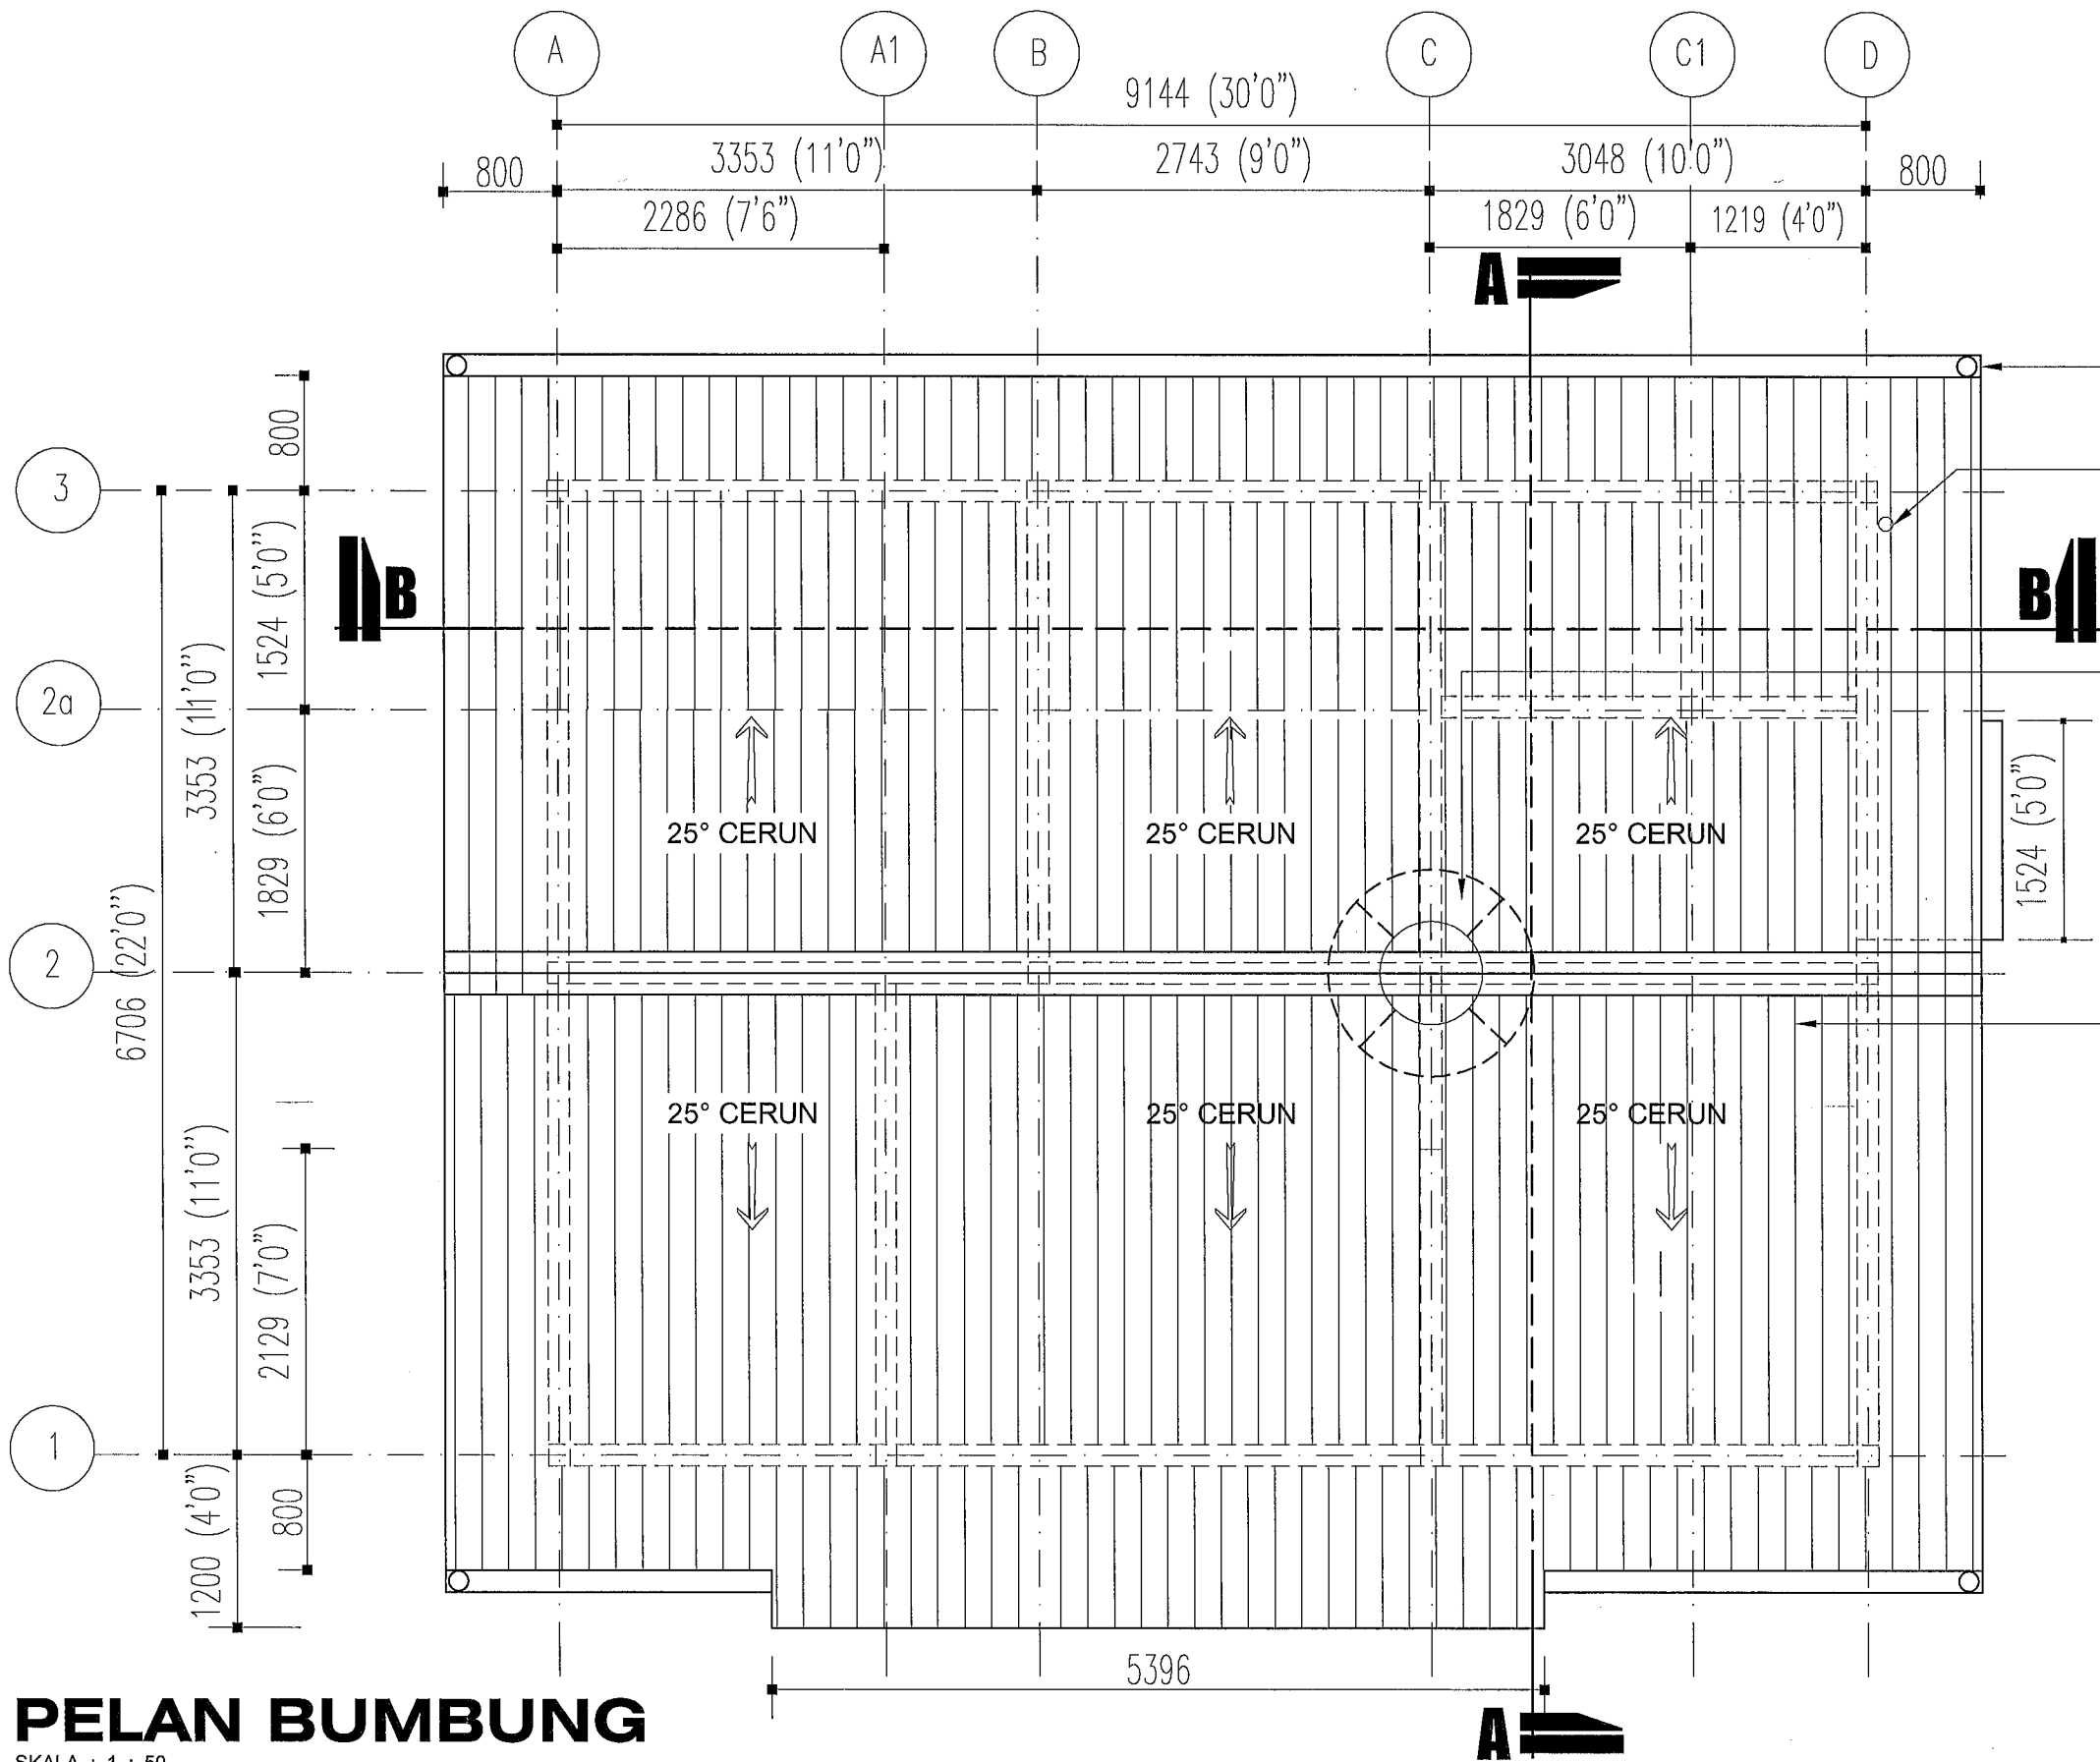 A A1 B C C1 D
9144 (30'0")
800 3353 (11'0") 2743 (9'0") 3048 (10.0") 800
2286 (7'6") 1829 (6'0") 1219 (4'0")
A
800
3
1524 (5'0")
B B
3353 (11'0")
2a
1829 (6'0")
1524 (5'0")
25° CERUN 25° CERUN 25° CERUN
6706 (22'0")
2
25° CERUN 25° CERUN 25° CERUN
3353 (11'0")
2129 (7'0")
1
1200 (4'0")
800
5396
PELAN BUMBUNG
A
SKALA : 1 : 50